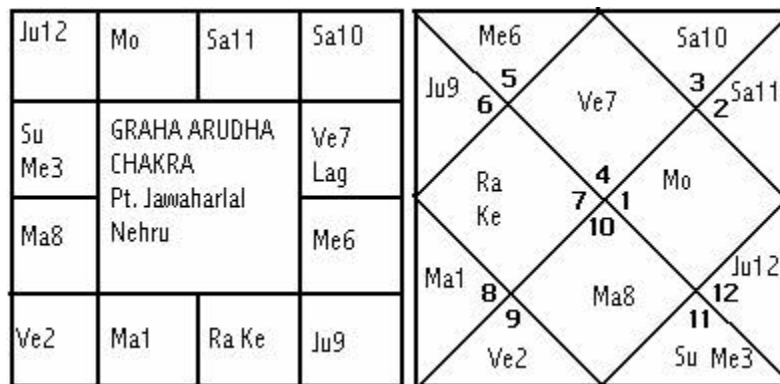 Ju12 Mo Sa11 Sa10
Su
Me3
GRAHA ARUDHA
CHAKRA
Pt. Jawaharlal
Nehru
Ve7
Lag
Ma8
Me6
Ve2 Ma1 Ra Ke Ju9
Me6 Sa10
Ju9 5 3 Sa11
6 Ve7 2
Ra
Ke
4 Mo
7 1
10
Ma1 8 Ma8 12 Ju12
9 11
Ve2 Su Me3